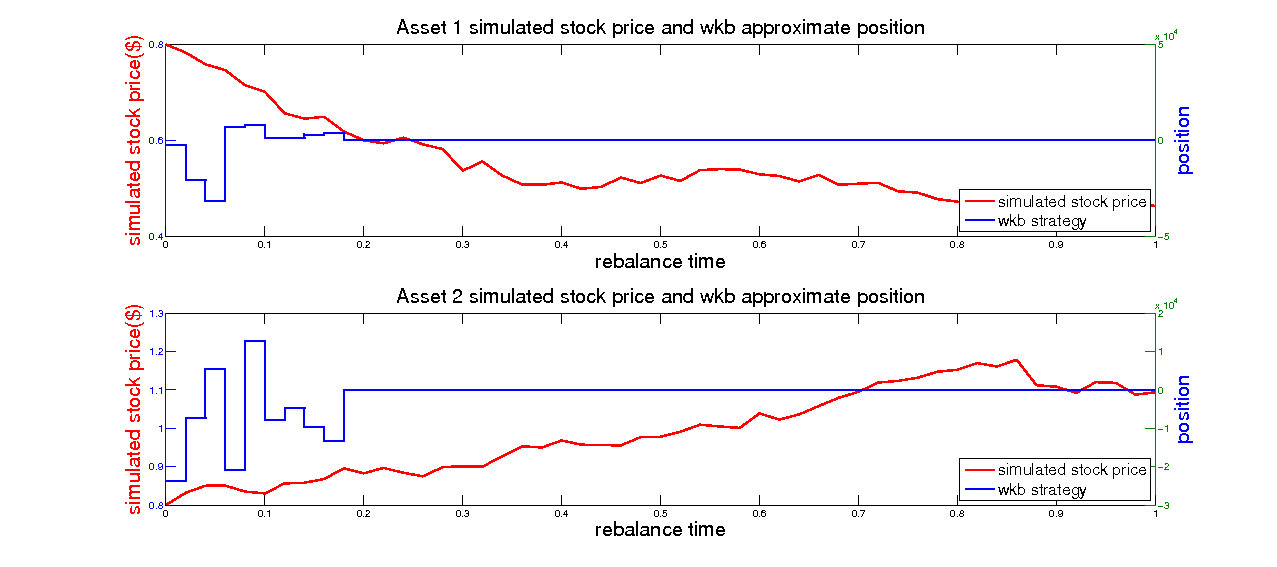 Asset 1 simulated stock price and wkb approximate position
x 10^4
simulated stock price($)
0.8
0.6
0.4
5
0
-5
position
simulated stock price
wkb strategy
0 0.1 0.2 0.3 0.4 0.5 0.6 0.7 0.8 0.9 1
rebalance time
Asset 2 simulated stock price and wkb approximate position
x 10^4
simulated stock price($)
1.3
1.2
1.1
1
0.9
0.8
2
1
0
-1
-2
-3
position
simulated stock price
wkb strategy
0 0.1 0.2 0.3 0.4 0.5 0.6 0.7 0.8 0.9 1
rebalance time